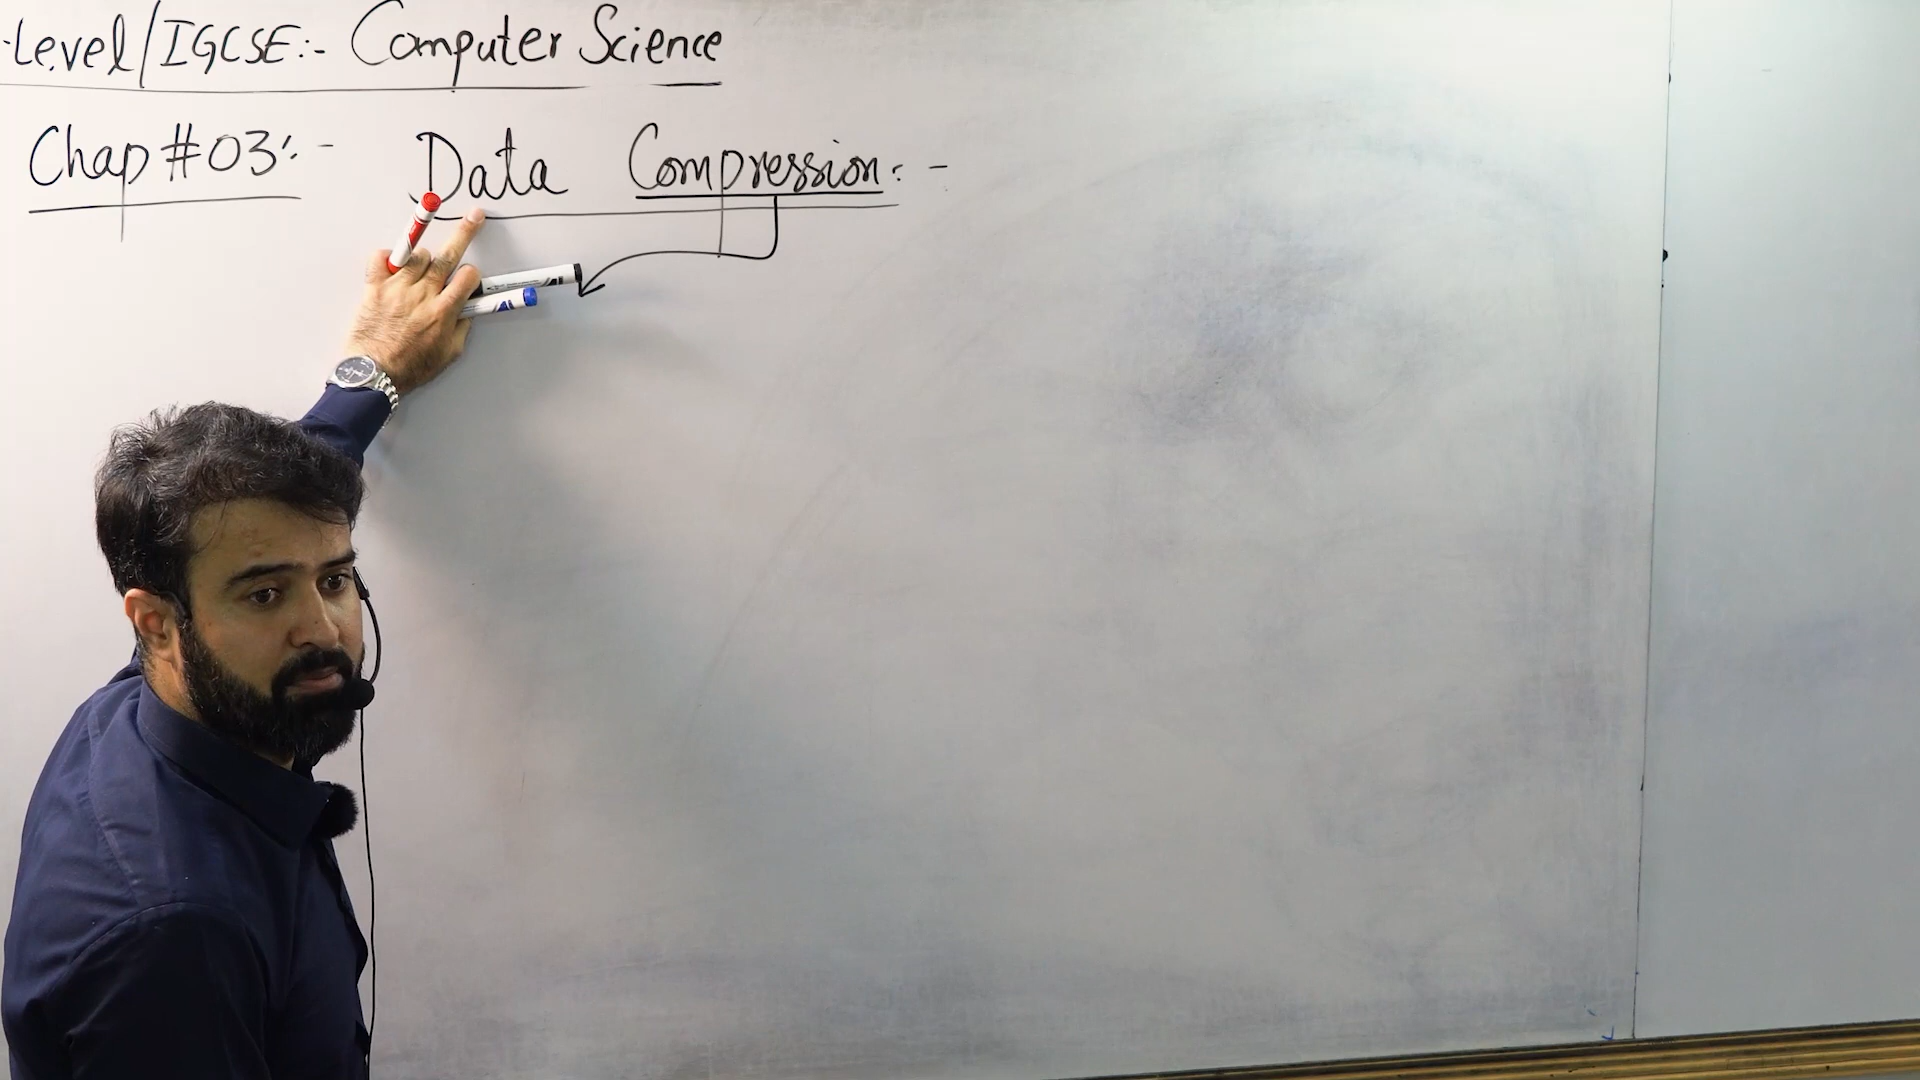 -Level/IGCSE:- Computer Science
Chap #03:- Data Compression:-